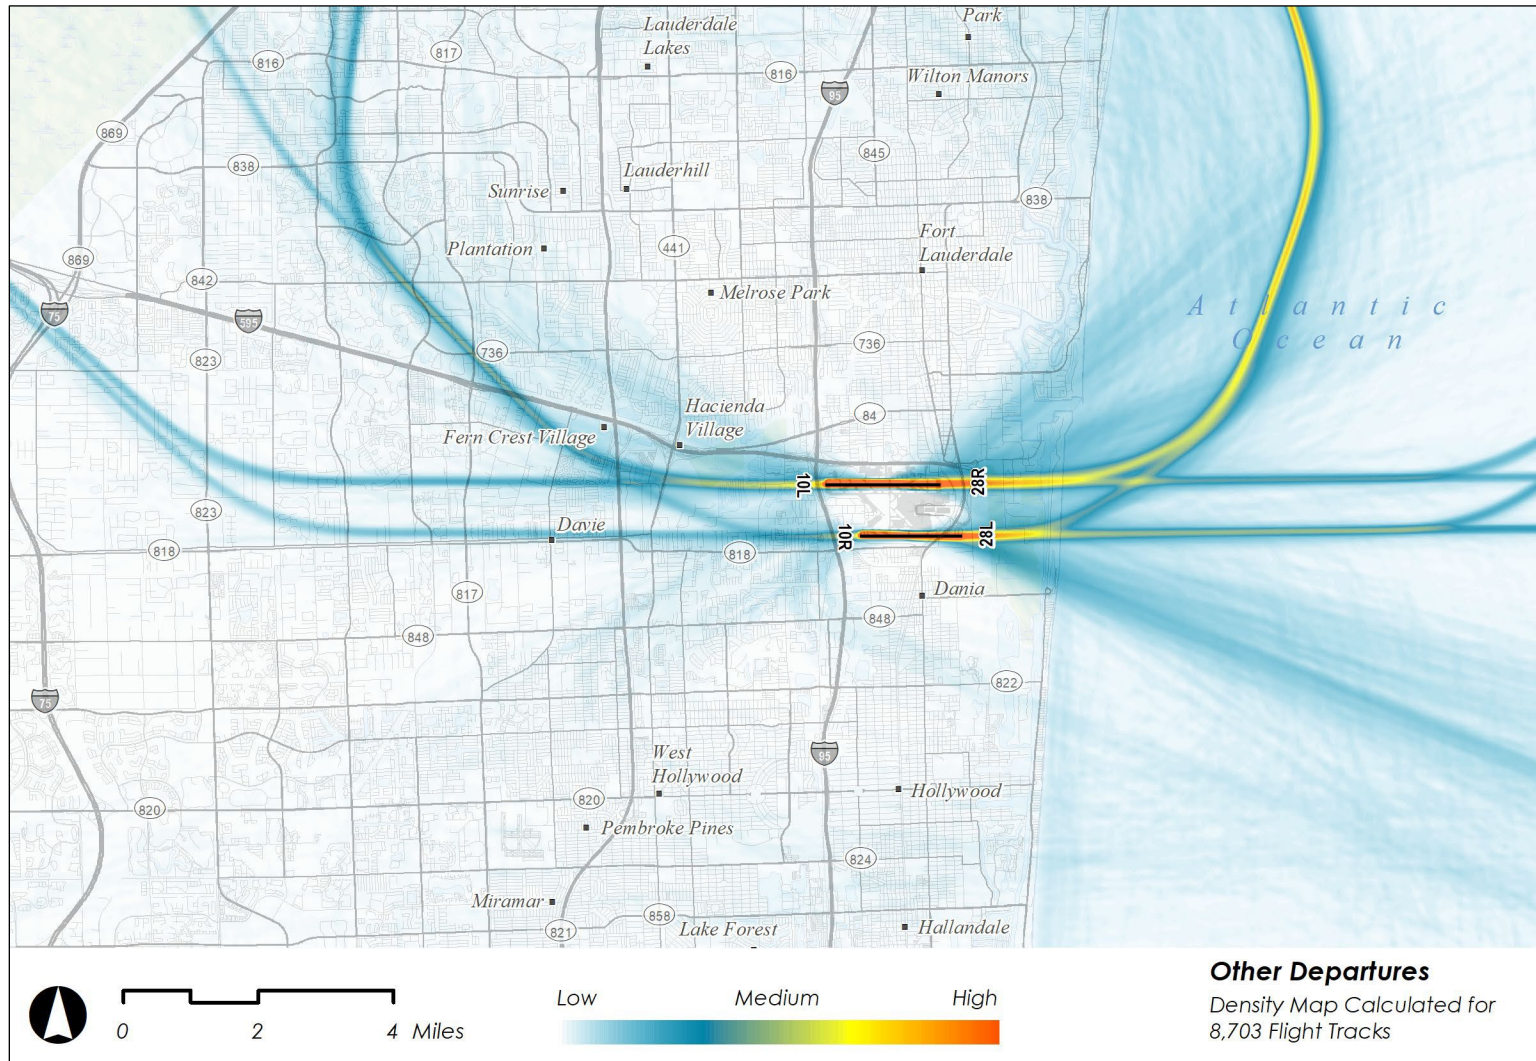 Lauderdale
Lakes
Park
816
817
816
95
Wilton Manors
869
838
845
Lauderhill
Sunrise
838
Plantation
441
Fort
Lauderdale
869
842
Melrose Park
75
595
Atlantic
Ocean
823
736
736
Hacienda
Village
84
Fern Crest Village
10L
28R
823
Davie
10R
28L
818
818
817
Dania
848
848
822
75
95
West
Hollywood
820
820
Hollywood
Pembroke Pines
824
Miramar
858
821
Lake Forest
Hallandale
0 2 4 Miles
Low Medium High
Other Departures
Density Map Calculated for
8,703 Flight Tracks